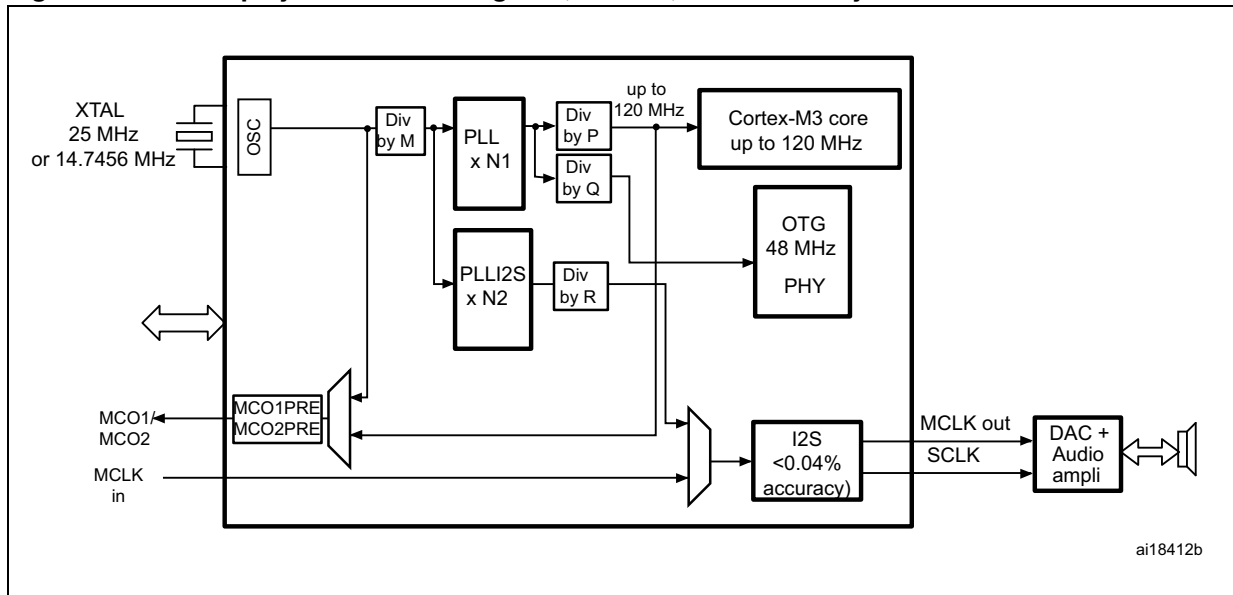 XTAL
25 MHz
or 14.7456 MHz
OSC
Div
by M
PLL
x N1
Div
by P
up to
120 MHz
Cortex-M3 core
up to 120 MHz
Div
by Q
OTG
48 MHz
PHY
PLLI2S
x N2
Div
by R
MCO1/
MCO2
MCO1PRE
MCO2PRE
MCLK
in
I2S
<0.04%
accuracy)
MCLK out
SCLK
DAC +
Audio
ampli
ai18412b